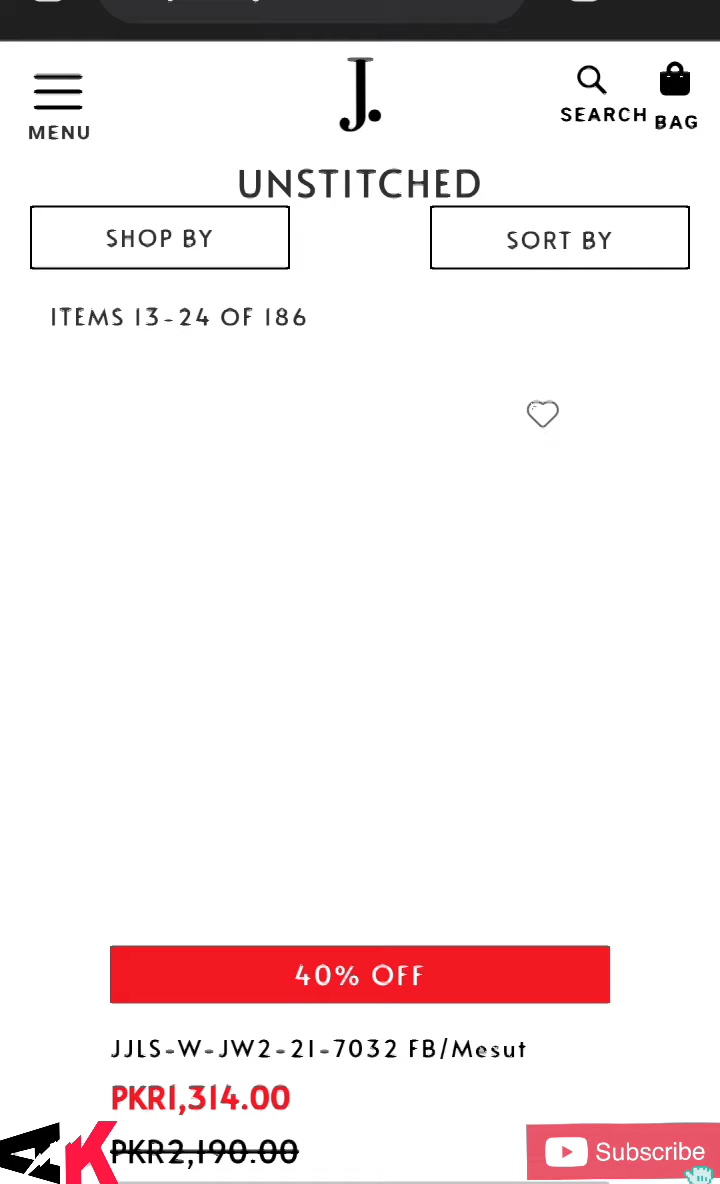 J.
MENU
SEARCH
BAG
UNSTITCHED
SHOP BY
SORT BY
ITEMS 13-24 OF 186
40% OFF
JJLS-W-JW2-21-7032 FB/Mesut
PKR1,314.00
PKR2,190.00
AK
Subscribe